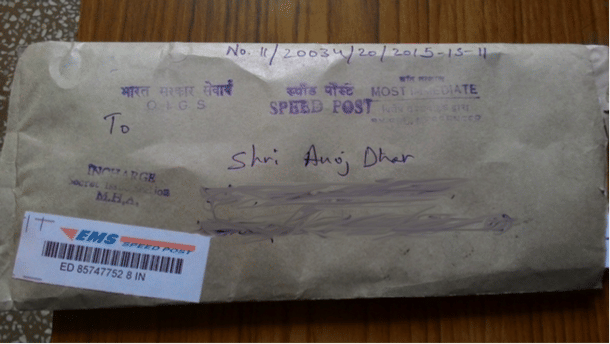 No. 11/20034/20/2015-IS-II
भारत सरकार सेवार्थ
O I G S
स्पीड पोस्ट
SPEED POST
MOST IMMEDIATE
To
Shri Anuj Dhar
INCHARGE
M.H.A.
IT
EMS
SPEED POST
ED 85747752 8 IN